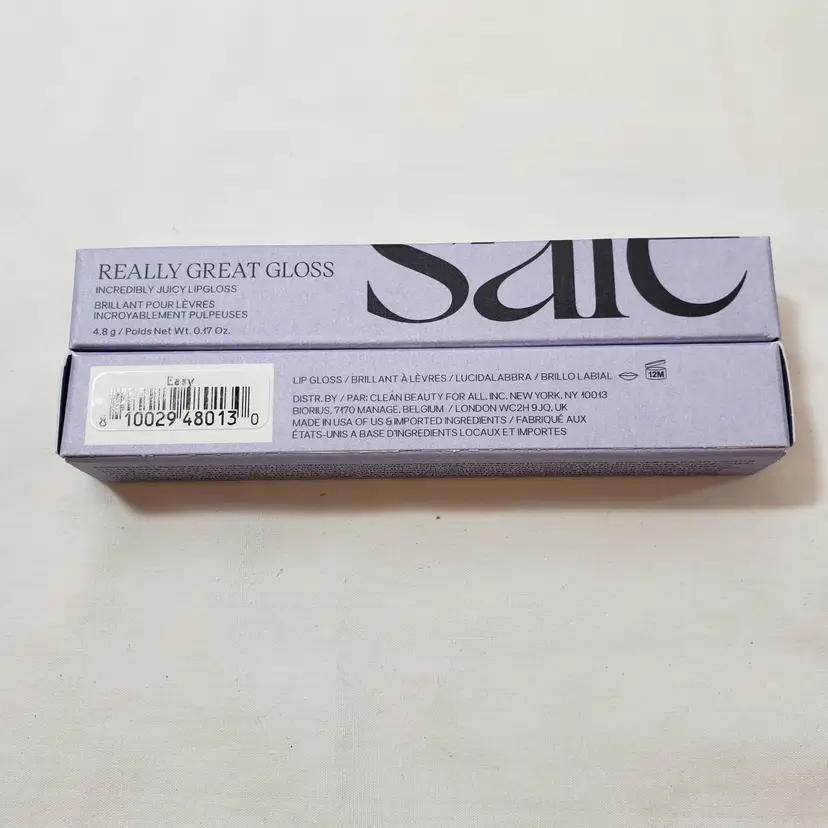 REALLY GREAT GLOSS
INCREDIBLY JUICY LIPGLOSS
BRILLANT POUR LÈVRES
INCROYABLEMENT PULPEUSES
4.8 g / Poids Net Wt. 0.17 Oz.
saie
Easy
8 10029 48013 0
LIP GLOSS / BRILLANT À LÈVRES / LUCIDALABBRA / BRILLO LABIAL
12M
DISTR. BY / PAR: CLEAN BEAUTY FOR ALL, INC. NEW YORK, NY 10013
BIORIUS, 7170 MANAGE, BELGIUM / LONDON WC2H 9JQ, UK
MADE IN USA OF US & IMPORTED INGREDIENTS / FABRIQUÉ AUX
ÉTATS-UNIS A BASE D'INGREDIENTS LOCAUX ET IMPORTES